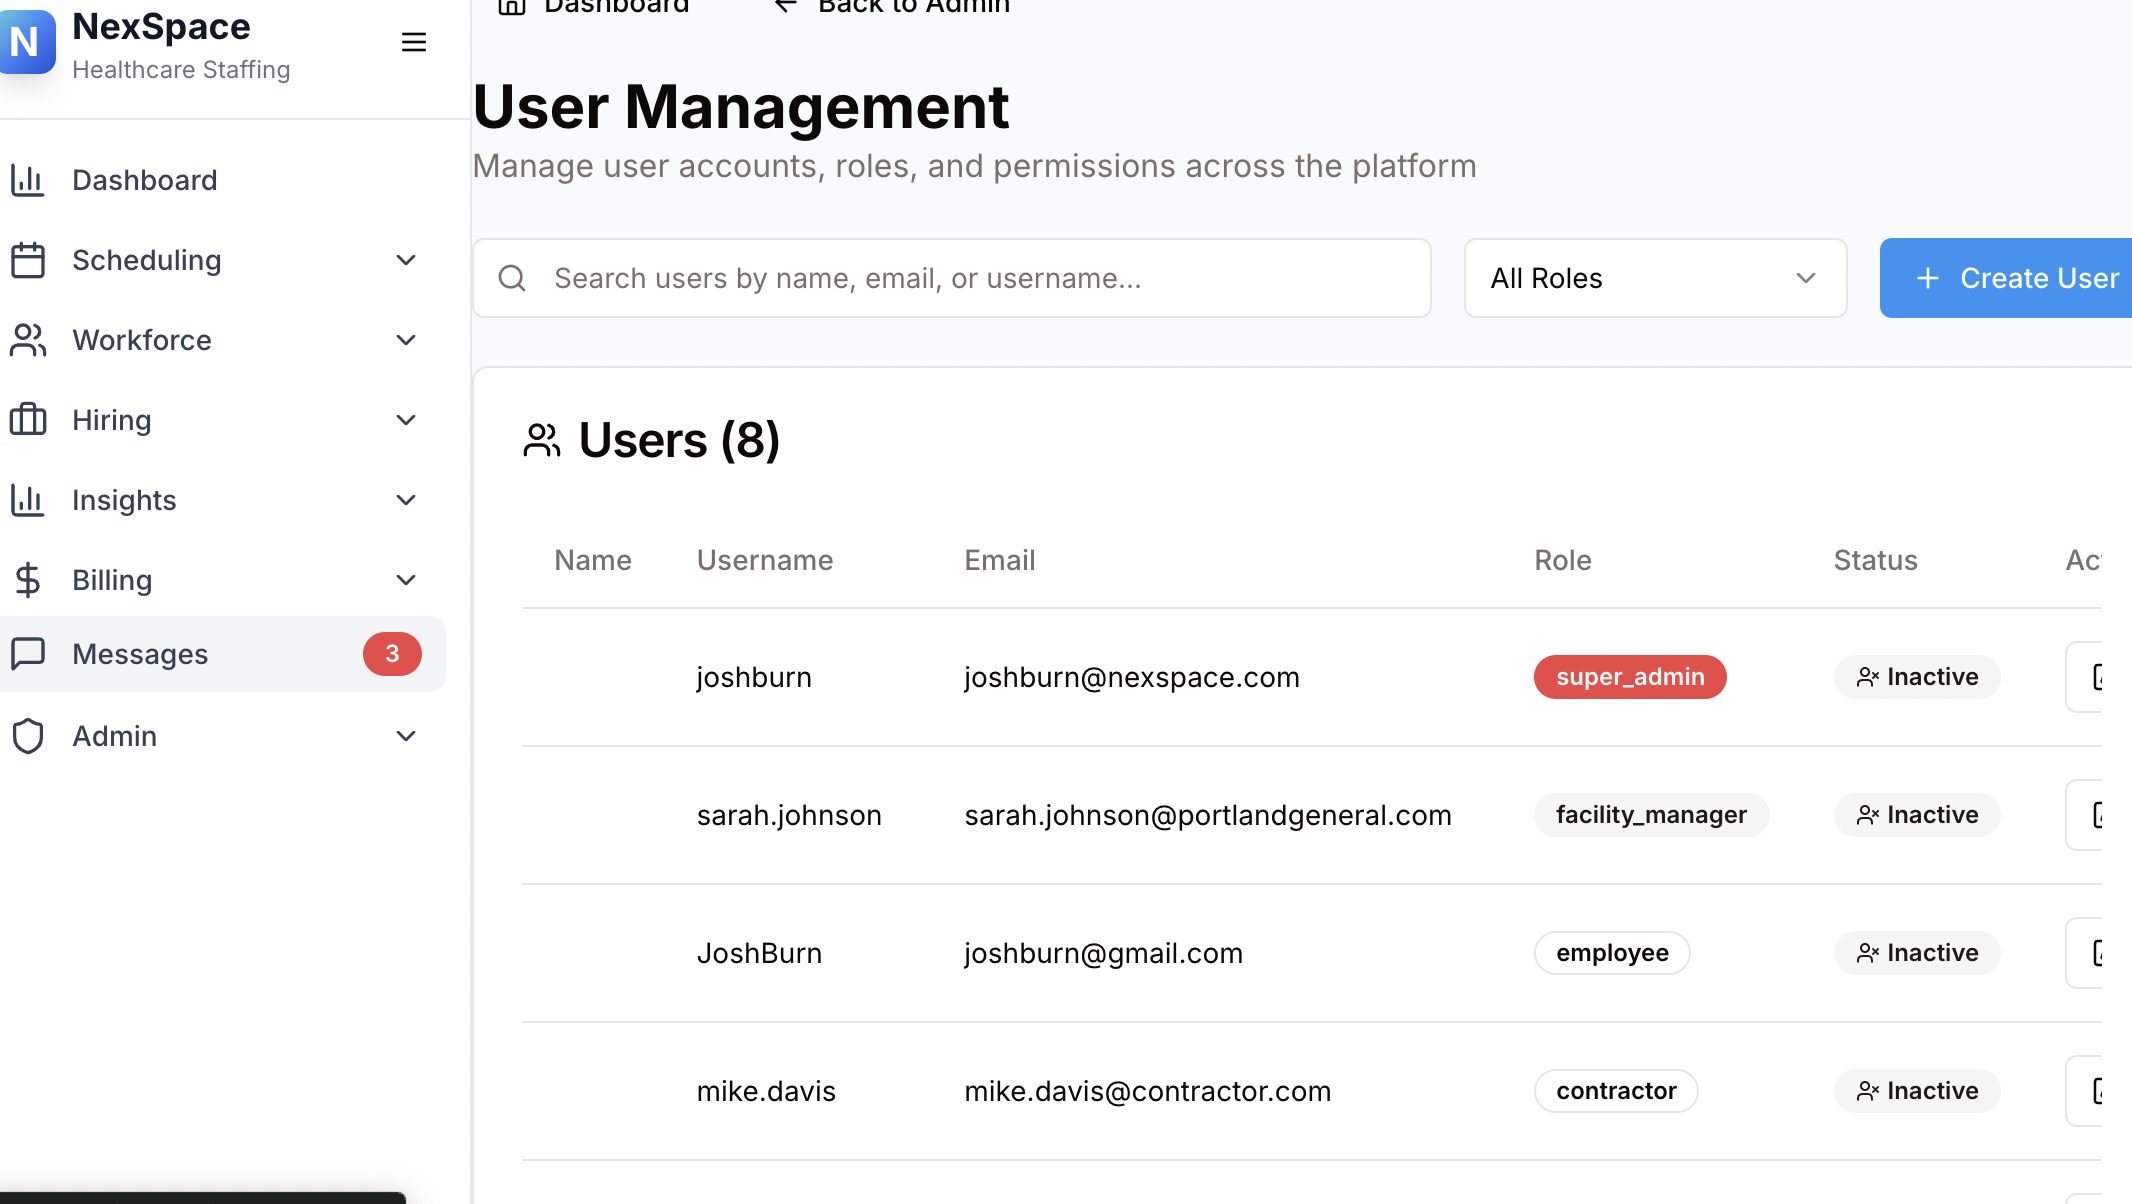 N
NexSpace
Healthcare Staffing
Dashboard
Scheduling
Workforce
Hiring
Insights
Billing
Messages
3
Admin
Dashboard
Back to Admin
User Management
Manage user accounts, roles, and permissions across the platform
Search users by name, email, or username...
All Roles
Create User
Users (8)
Name Username Email Role Status
joshburn joshburn@nexspace.com super_admin Inactive
sarah.johnson sarah.johnson@portlandgeneral.com facility_manager Inactive
JoshBurn joshburn@gmail.com employee Inactive
mike.davis mike.davis@contractor.com contractor Inactive